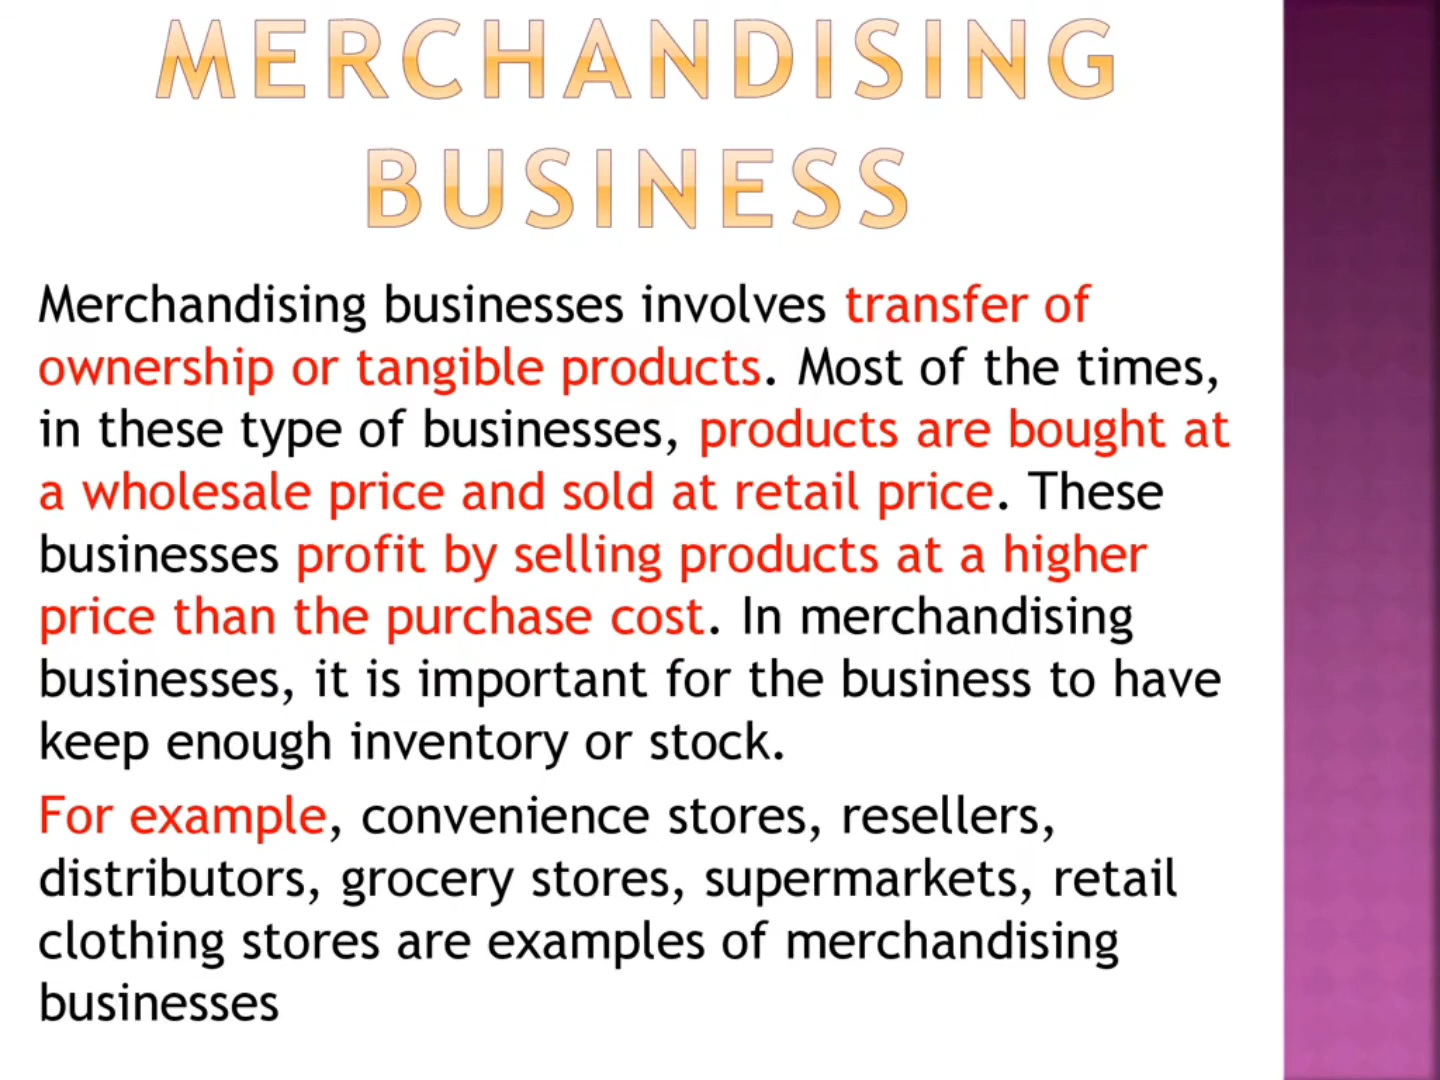 MERCHANDISING
BUSINESS
Merchandising businesses involves transfer of
ownership or tangible products. Most of the times,
in these type of businesses, products are bought at
a wholesale price and sold at retail price. These
businesses profit by selling products at a higher
price than the purchase cost. In merchandising
businesses, it is important for the business to have
keep enough inventory or stock.
For example, convenience stores, resellers,
distributors, grocery stores, supermarkets, retail
clothing stores are examples of merchandising
businesses